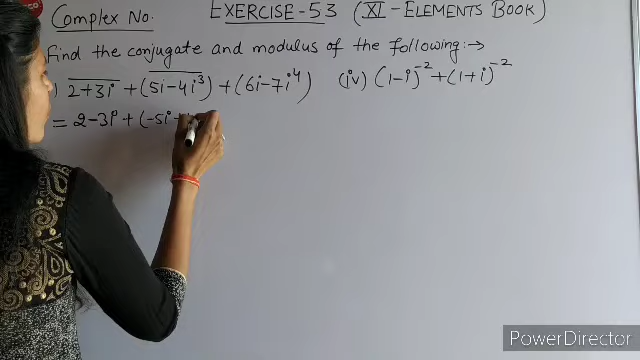 Complex No. EXERCISE-53 (XI - ELEMENTS BOOK)
Find the conjugate and modulus of the following:→
) 2+3i + (5i-4i³) + (6i-7i⁴) (iv) (1-i)⁻² + (1+i)⁻²
= 2-3i + (-5i
PowerDirector